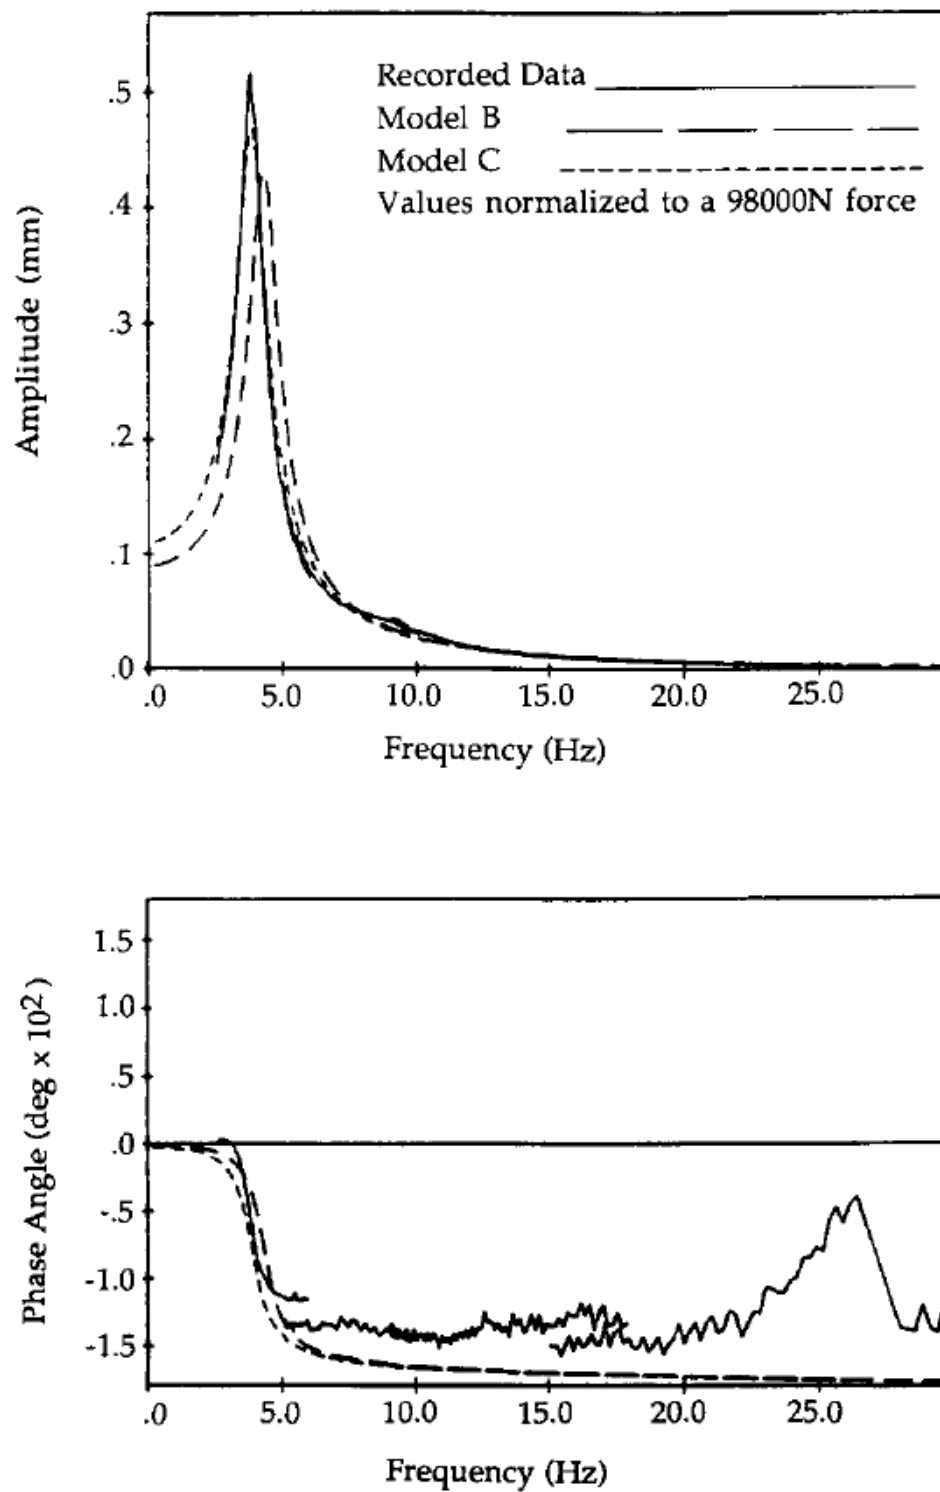 Recorded Data
Model B
Model C
Values normalized to a 98000N force
Amplitude (mm)
.5
.4
.3
.2
.1
.0
.0 5.0 10.0 15.0 20.0 25.0
Frequency (Hz)
Phase Angle (deg x 10²)
1.5
1.0
.5
.0
-.5
-1.0
-1.5
.0 5.0 10.0 15.0 20.0 25.0
Frequency (Hz)